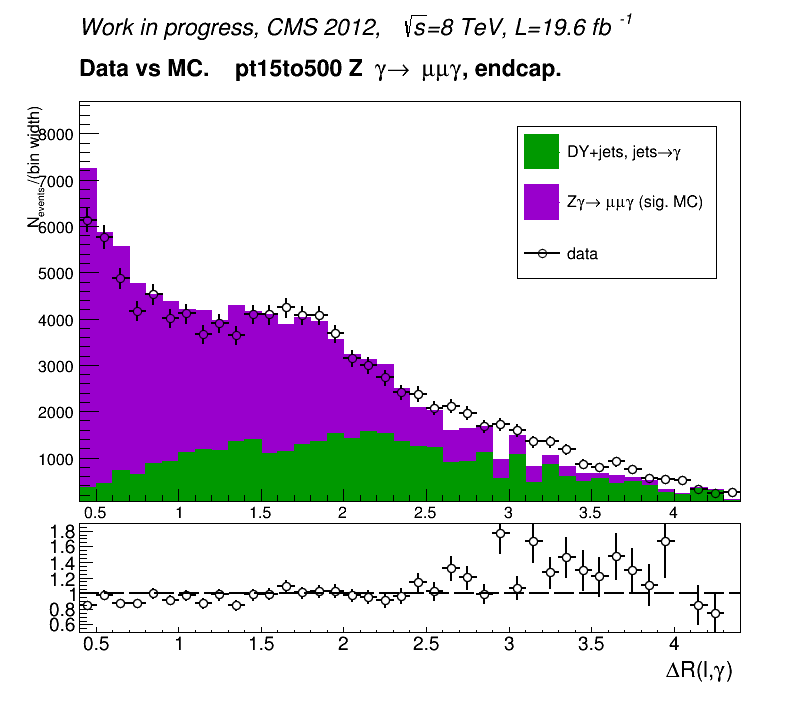 Work in progress, CMS 2012, √s=8 TeV, L=19.6 fb -1
Data vs MC. pt15to500 Z γ→ μμγ, endcap.
N events/(bin width)
8000
7000
6000
5000
4000
3000
2000
1000
DY+jets, jets→γ
Zγ→ μμγ (sig. MC)
data
0.5 1 1.5 2 2.5 3 3.5 4
1.8
1.6
1.4
1.2
1
0.8
0.6
0.5 1 1.5 2 2.5 3 3.5 4
ΔR(l,γ)